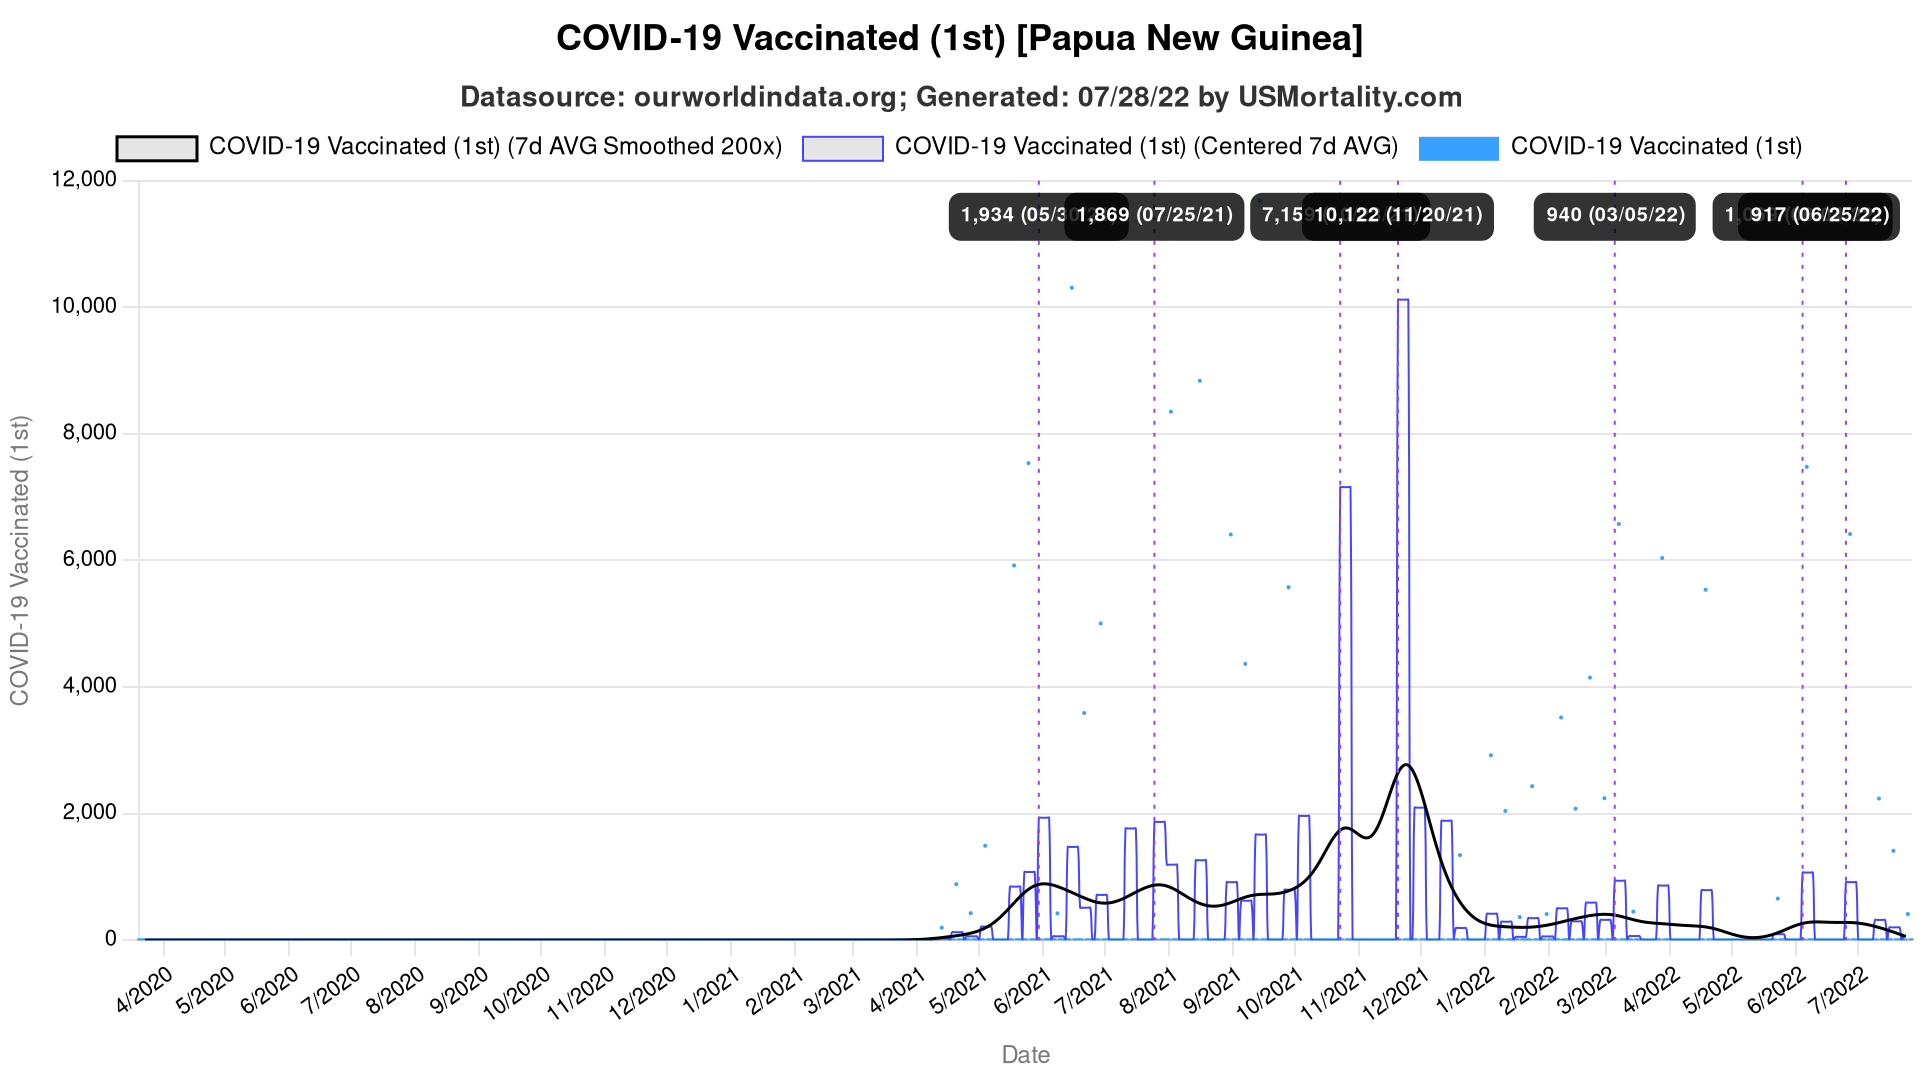 COVID-19 Vaccinated (1st) [Papua New Guinea]
Datasource: ourworldindata.org; Generated: 07/28/22 by USMortality.com
COVID-19 Vaccinated (1st) (7d AVG Smoothed 200x) COVID-19 Vaccinated (1st) (Centered 7d AVG) COVID-19 Vaccinated (1st)
12,000
1,934 (05/30 1,869 (07/25/21) 7,159 10,122 (11/20/21) 940 (03/05/22) 917 (06/25/22)
10,000
8,000
6,000
4,000
2,000
0
COVID-19 Vaccinated (1st)
4/2020 5/2020 6/2020 7/2020 8/2020 9/2020 10/2020 11/2020 12/2020 1/2021 2/2021 3/2021 4/2021 5/2021 6/2021 7/2021 8/2021 9/2021 10/2021 11/2021 12/2021 1/2022 2/2022 3/2022 4/2022 5/2022 6/2022 7/2022
Date